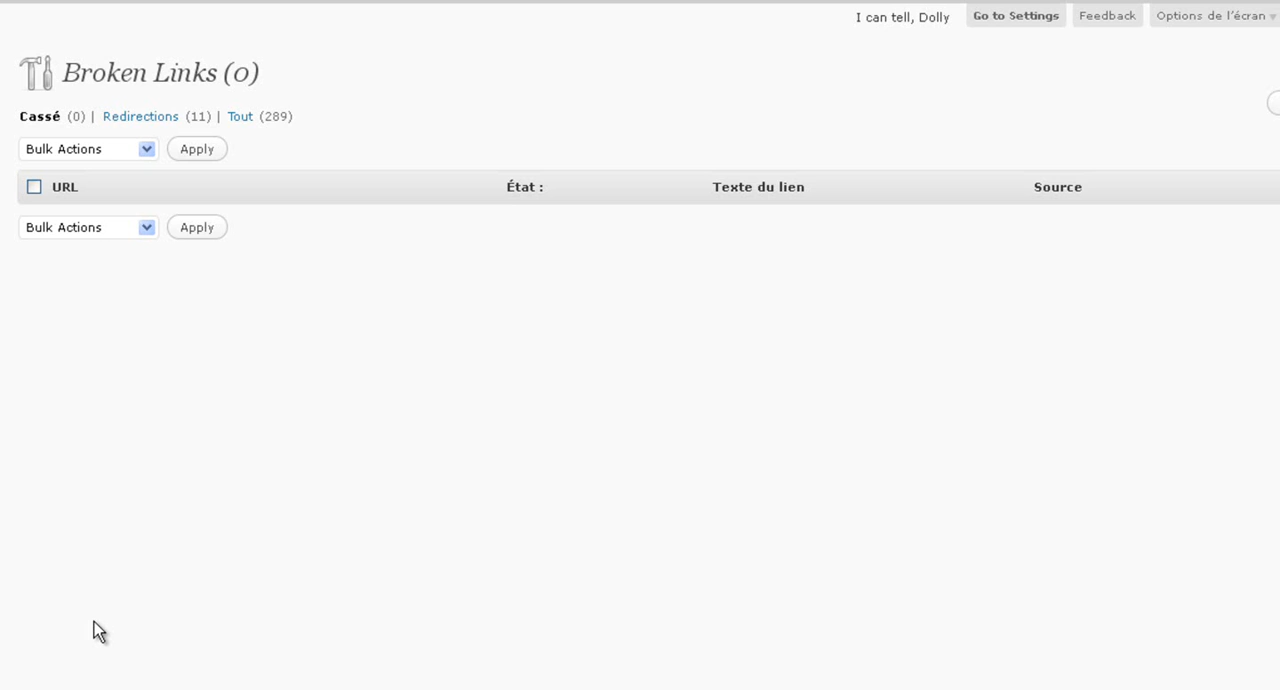 I can tell, Dolly Go to Settings Feedback Options de l'écran
Broken Links (0)
Cassé (0) | Redirections (11) | Tout (289)
Bulk Actions Apply
URL État : Texte du lien Source
Bulk Actions Apply